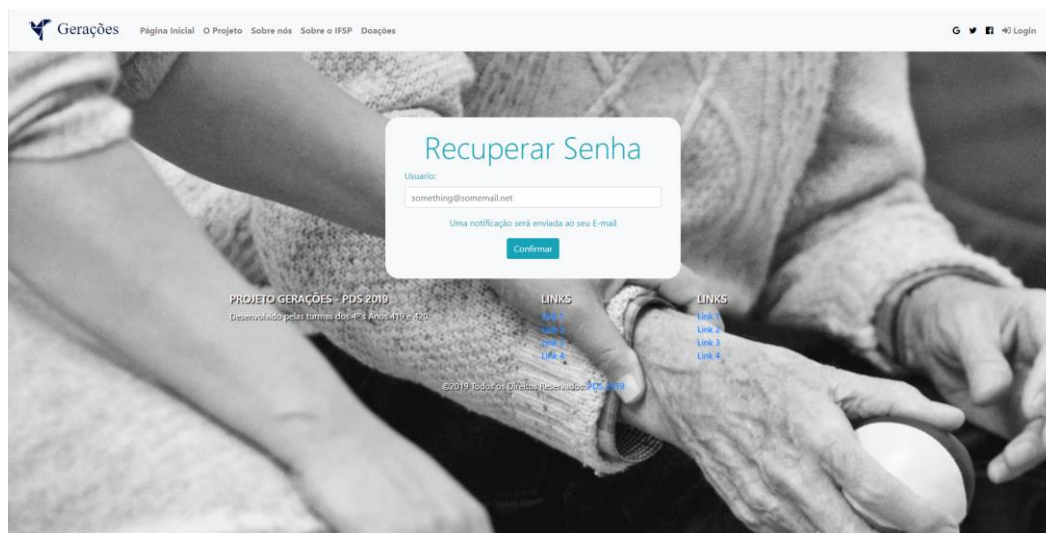 Gerações Página Inicial O Projeto Sobre nós Sobre o IFSP Doações Login
Recuperar Senha
Usuario:
something@somemail.net
Uma notificação será enviada ao seu E-mail
Confirmar
PROJETO GERAÇÕES - PDS 2019 LINKS LINKS
Desenvolvido pelas turmas dos 4°s Anos 419 e 420. Link 1 Link 1
Link 2 Link 2
Link 3 Link 3
Link 4 Link 4
©2019 Todos os Direitos Reservados: PDS 2019